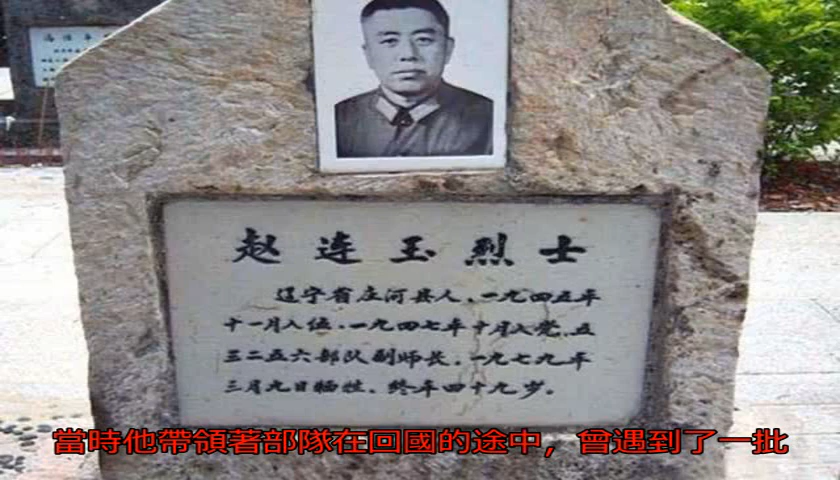 赵连玉烈士
辽宁省庄河县人,一九四五年
十一月入伍,一九四七年十月入党,五
三二五六部队副师长,一九七九年
三月九日牺牲,终年四十九岁。
當時他帶領著部隊在回國的途中,曾遇到了一批